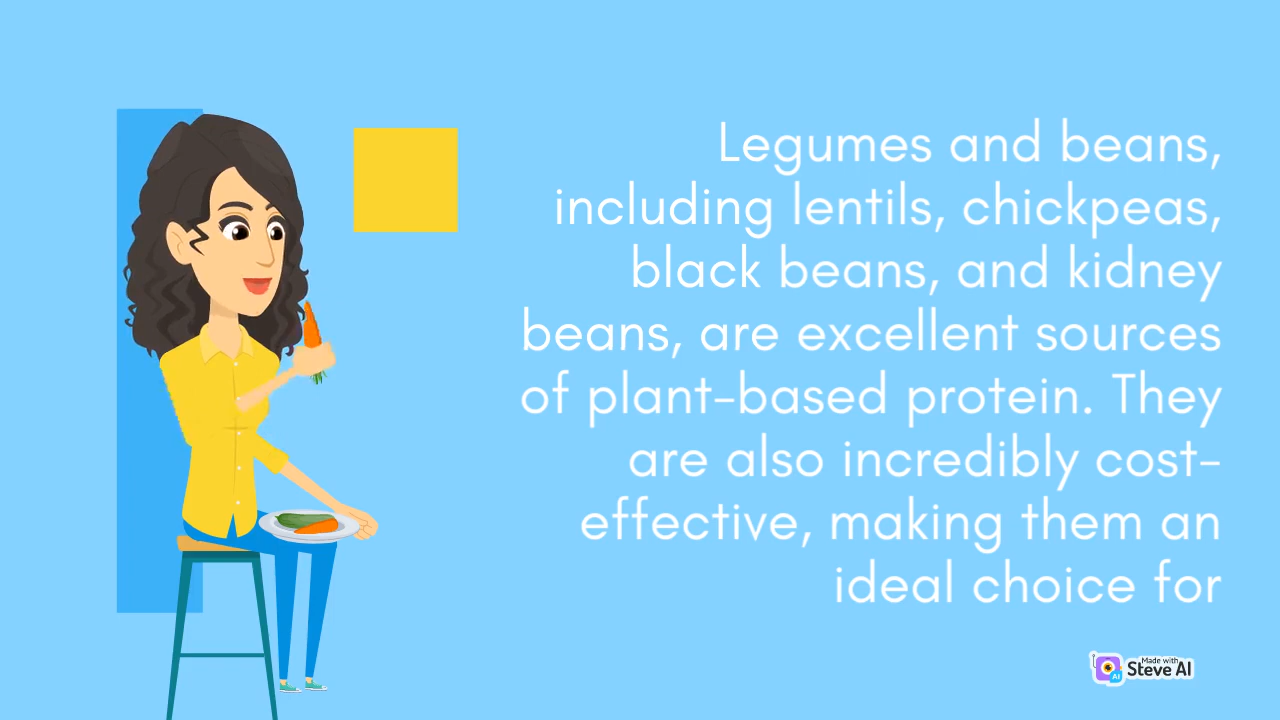 Legumes and beans,
including lentils, chickpeas,
black beans, and kidney
beans, are excellent sources
of plant-based protein. They
are also incredibly cost-
effective, making them an
ideal choice for
Made with
Steve AI
AI